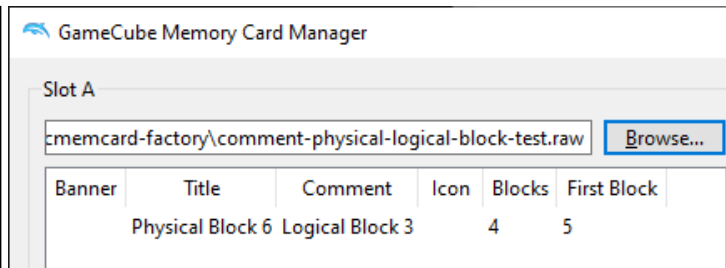 GameCube Memory Card Manager
Slot A
cmemcard-factory\comment-physical-logical-block-test.raw Browse...
Banner Title Comment Icon Blocks First Block
Physical Block 6 Logical Block 3 4 5